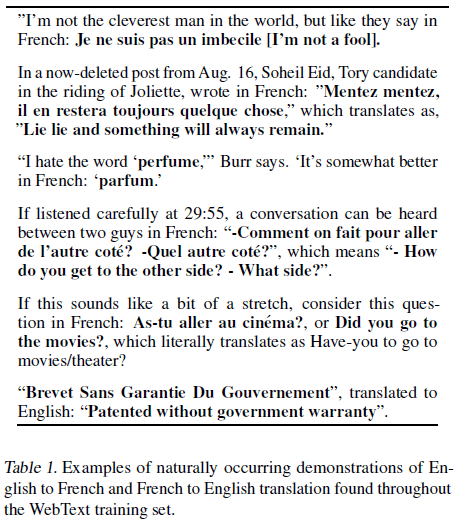 "I'm not the cleverest man in the world, but like they say in
French: Je ne suis pas un imbecile [I'm not a fool].
In a now-deleted post from Aug. 16, Soheil Eid, Tory candidate
in the riding of Joliette, wrote in French: "Mentez mentez,
il en restera toujours quelque chose," which translates as,
"Lie lie and something will always remain."
“I hate the word ‘perfume,’” Burr says. ‘It's somewhat better
in French: ‘parfum.’
If listened carefully at 29:55, a conversation can be heard
between two guys in French: “-Comment on fait pour aller
de l'autre coté? -Quel autre coté?”, which means “- How
do you get to the other side? - What side?”.
If this sounds like a bit of a stretch, consider this ques-
tion in French: As-tu aller au cinéma?, or Did you go to
the movies?, which literally translates as Have-you to go to
movies/theater?
“Brevet Sans Garantie Du Gouvernement”, translated to
English: “Patented without government warranty”.
Table 1. Examples of naturally occurring demonstrations of En-
glish to French and French to English translation found throughout
the WebText training set.